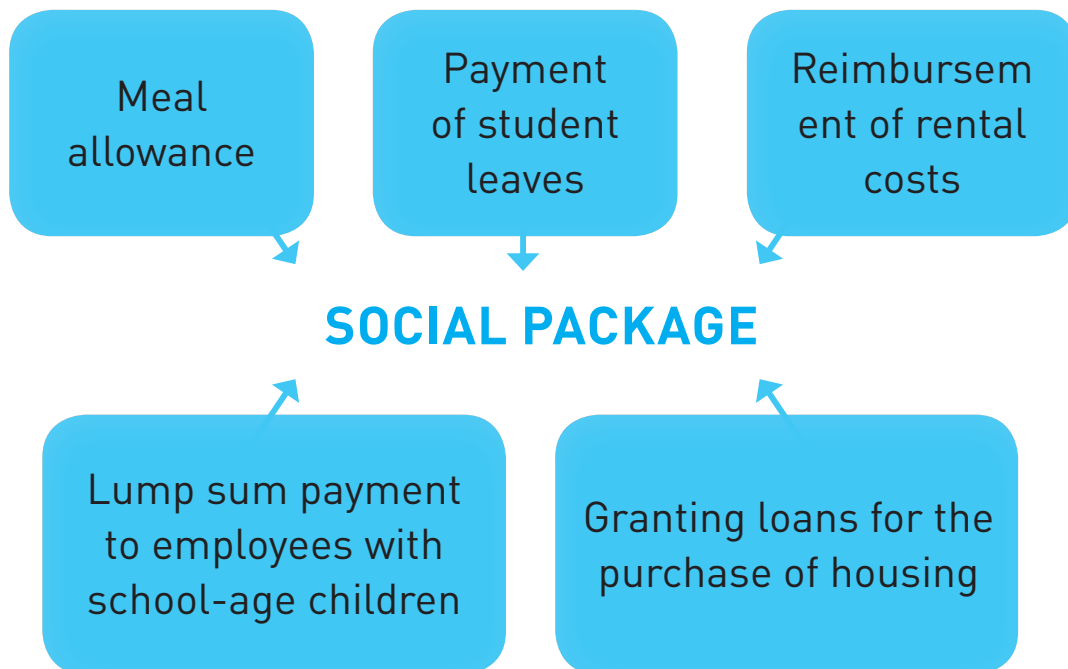 Meal
allowance
Payment
of student
leaves
Reimbursem
ent of rental
costs
SOCIAL PACKAGE
Lump sum payment
to employees with
school-age children
Granting loans for the
purchase of housing